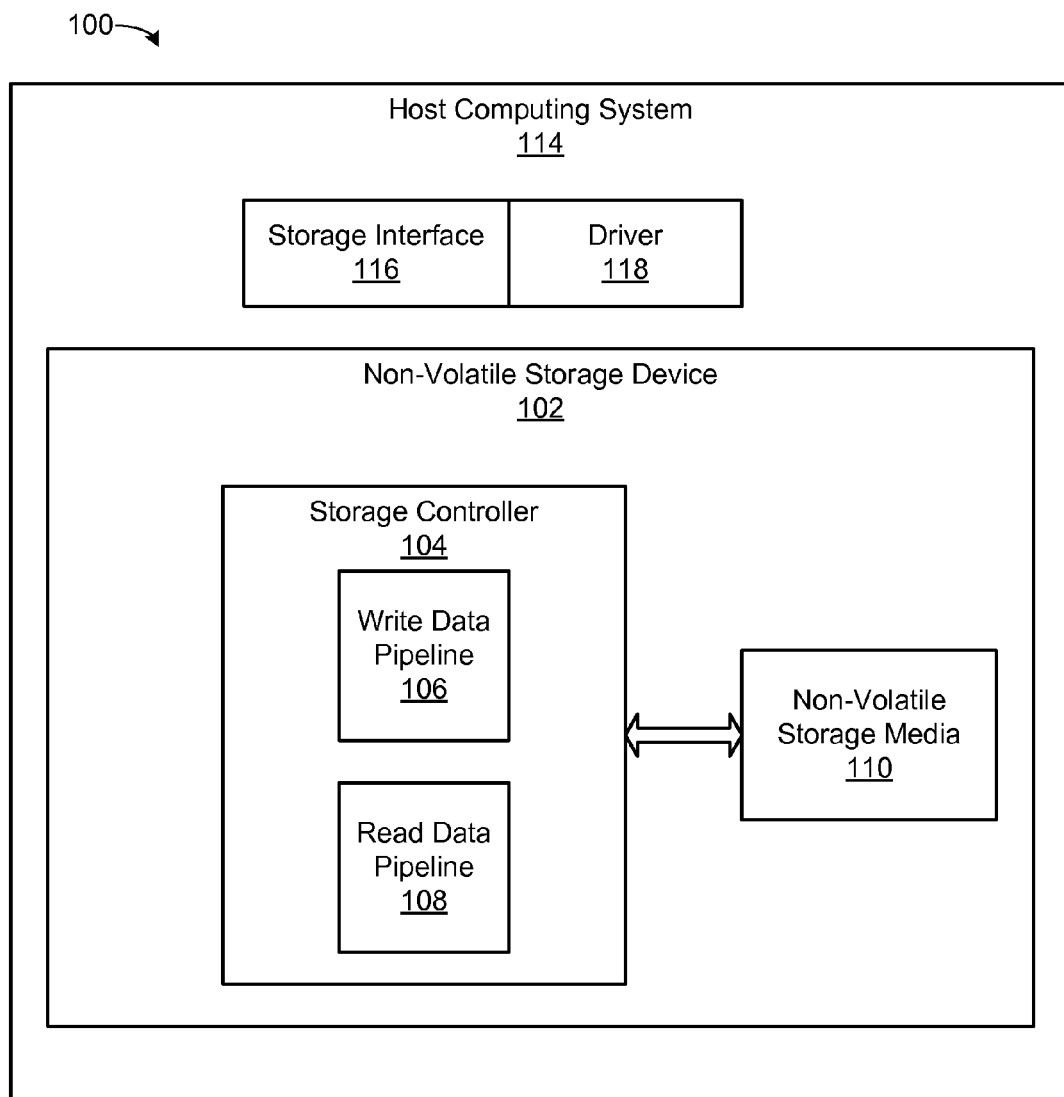 100
Host Computing System
114
Storage Interface
116
Driver
118
Non-Volatile Storage Device
102
Storage Controller
104
Write Data
Pipeline
106
Read Data
Pipeline
108
Non-Volatile
Storage Media
110